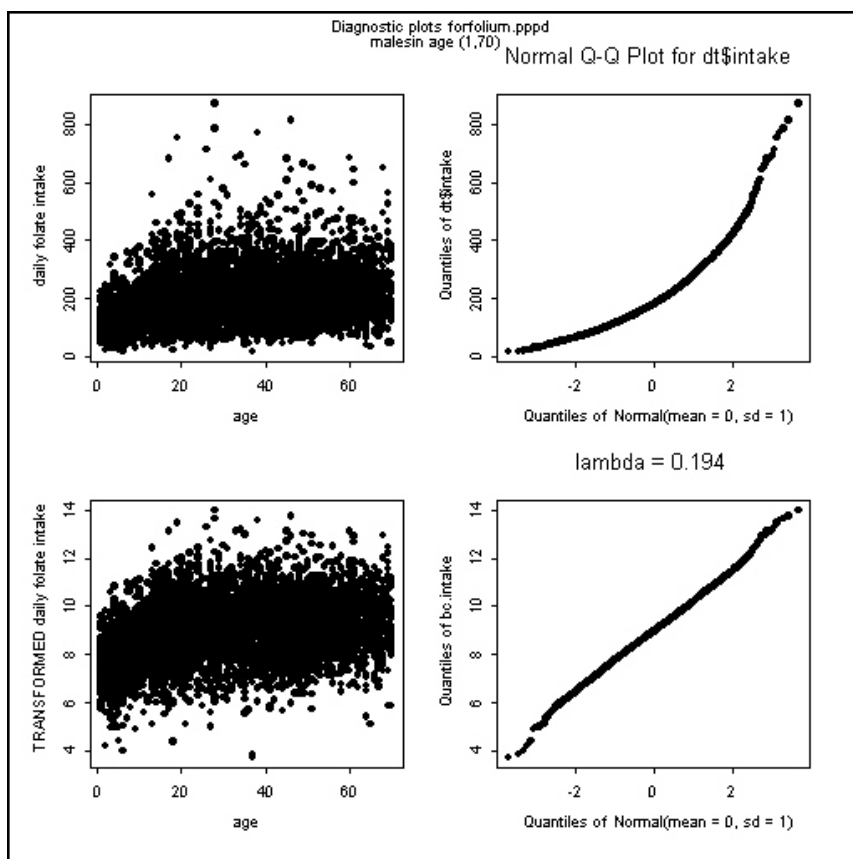 Diagnostic plots forfolium.pppd
malesin age (1,70)
Normal Q-Q Plot for dt$intake
daily folate intake
0 200 400 600 800
0 20 40 60
age
Quantiles of dt$intake
0 200 400 600 800
-2 0 2
Quantiles of Normal(mean = 0, sd = 1)
lambda = 0.194
TRANSFORMED daily folate intake
4 6 8 10 12 14
0 20 40 60
age
Quantiles of bc.intake
4 6 8 10 12 14
-2 0 2
Quantiles of Normal(mean = 0, sd = 1)